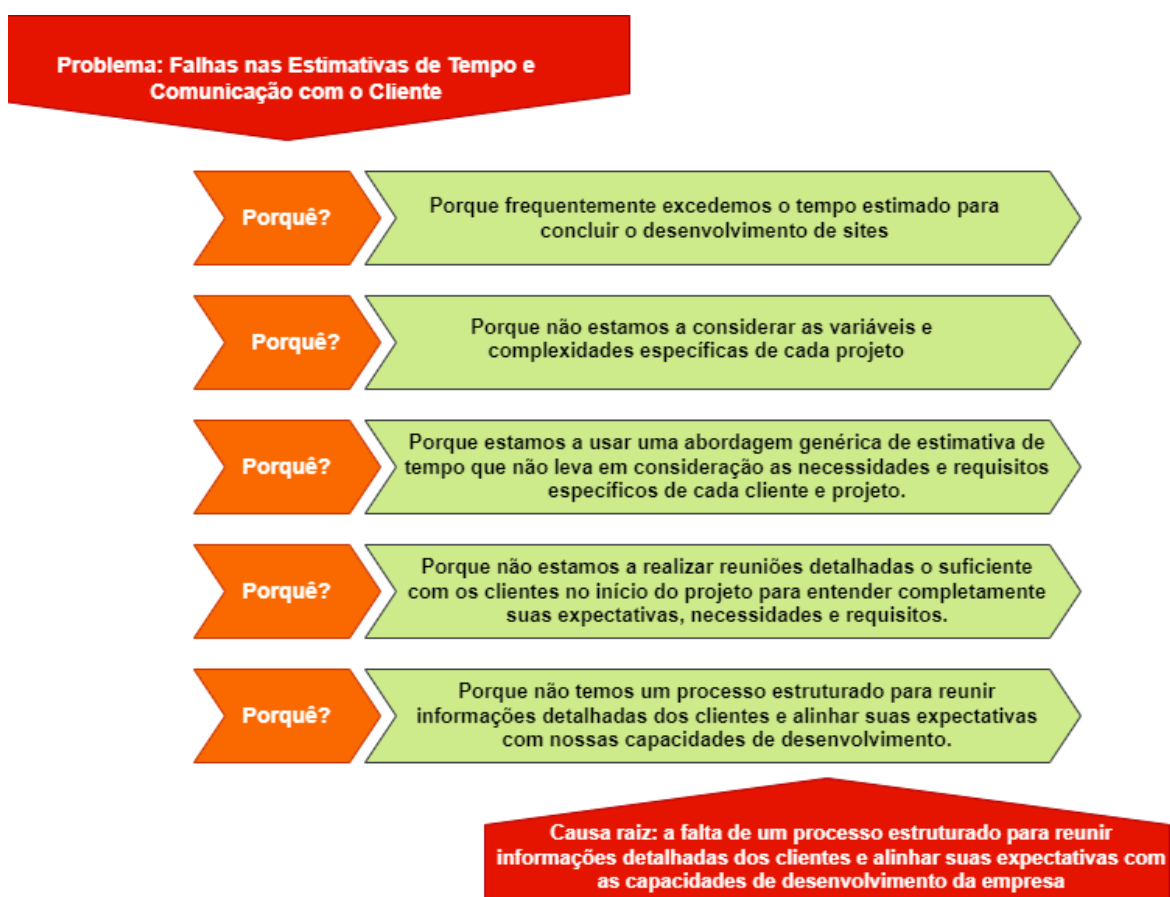 Problema: Falhas nas Estimativas de Tempo e
Comunicação com o Cliente
Porquê?
Porque frequentemente excedemos o tempo estimado para
concluir o desenvolvimento de sites
Porquê?
Porque não estamos a considerar as variáveis e
complexidades específicas de cada projeto
Porquê?
Porque estamos a usar uma abordagem genérica de estimativa de
tempo que não leva em consideração as necessidades e requisitos
específicos de cada cliente e projeto.
Porquê?
Porque não estamos a realizar reuniões detalhadas o suficiente
com os clientes no início do projeto para entender completamente
suas expectativas, necessidades e requisitos.
Porquê?
Porque não temos um processo estruturado para reunir
informações detalhadas dos clientes e alinhar suas expectativas
com nossas capacidades de desenvolvimento.
Causa raiz: a falta de um processo estruturado para reunir
informações detalhadas dos clientes e alinhar suas expectativas com
as capacidades de desenvolvimento da empresa